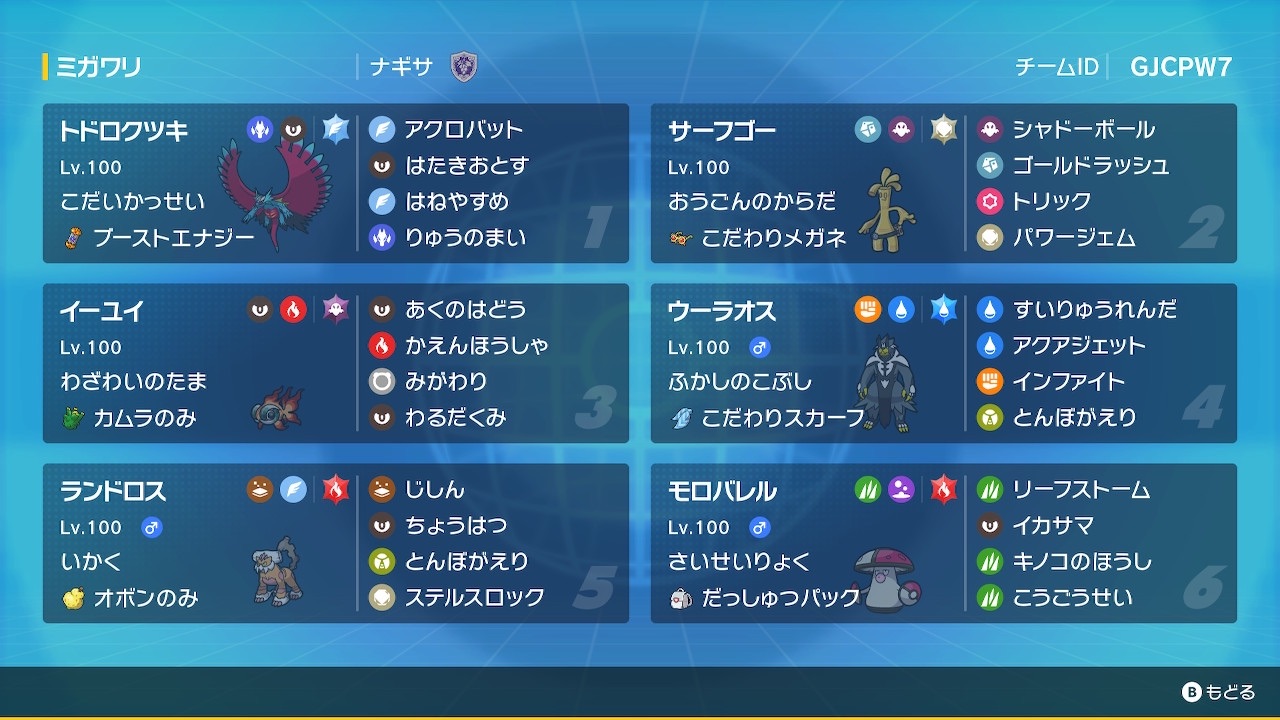 ミガワリ
ナギサ
チームID GJCPW7
トドロクツキ
Lv.100
こだいかっせい
ブーストエナジー
アクロバット
はたきおとす
はねやすめ
りゅうのまい
1
サーフゴー
Lv.100
おうごんのからだ
こだわりメガネ
シャドーボール
ゴールドラッシュ
トリック
パワージェム
2
イーユイ
Lv.100
わざわいのたま
カムラのみ
あくのはどう
かえんほうしゃ
みがわり
わるだくみ
3
ウーラオス
Lv.100 ♂
ふかしのこぶし
こだわりスカーフ
すいりゅうれんだ
アクアジェット
インファイト
とんぼがえり
4
ランドロス
Lv.100 ♂
いかく
オボンのみ
じしん
ちょうはつ
とんぼがえり
ステルスロック
5
モロバレル
Lv.100 ♂
さいせいりょく
だっしゅつパック
リーフストーム
イカサマ
キノコのほうし
こうごうせい
6
B もどる